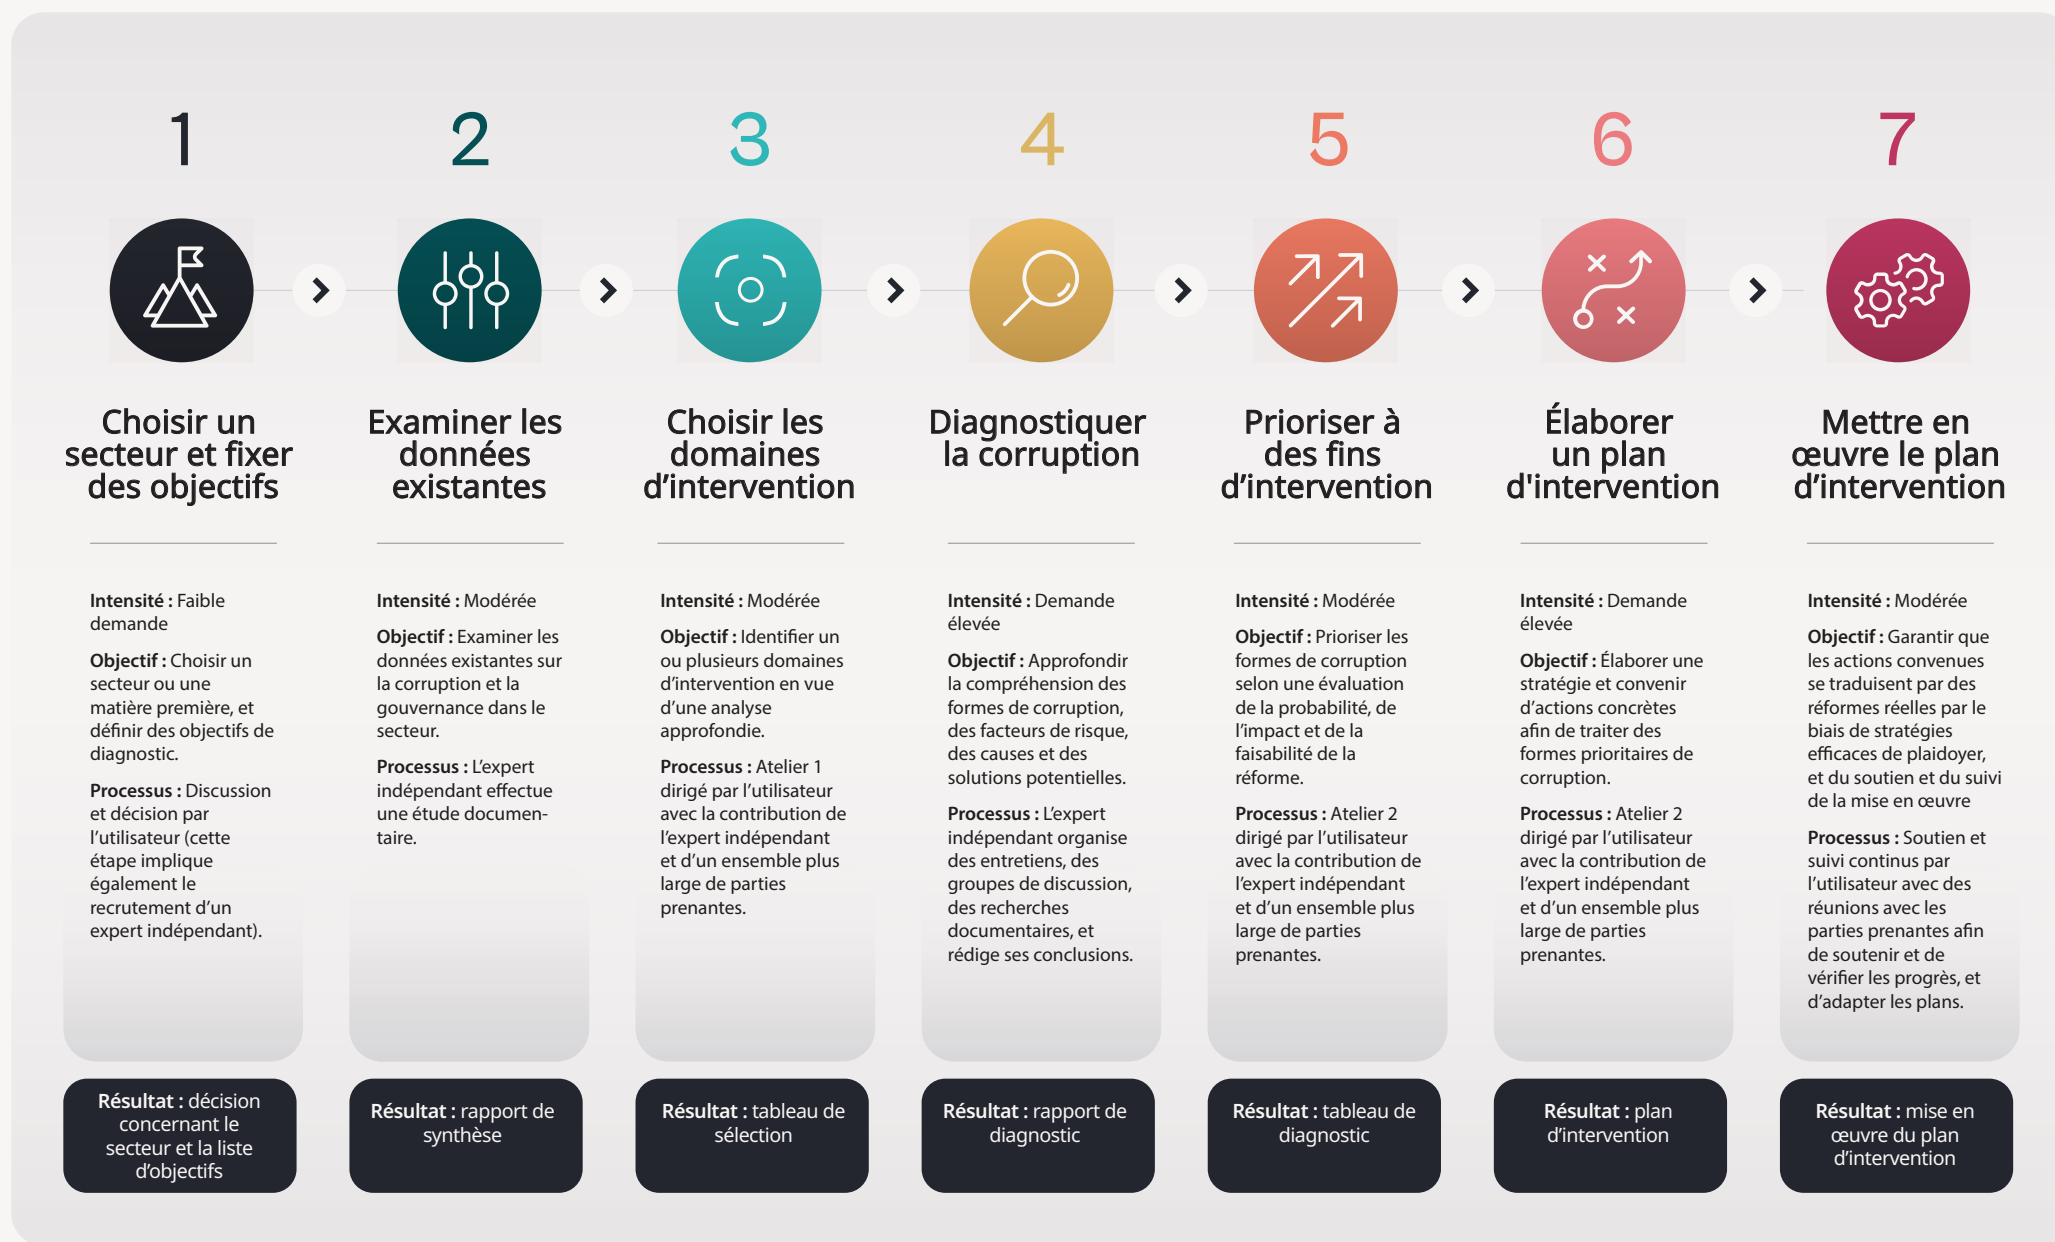 1
2
3
4
5
6
7
Choisir un
secteur et fixer
des objectifs
Intensité : Faible
demande
Objectif : Choisir un
secteur ou une
matière première, et
définir des objectifs de
diagnostic.
Processus : Discussion
et décision par
l’utilisateur (cette
étape implique
également le
recrutement d’un
expert indépendant).
Résultat : décision
concernant le
secteur et la liste
d’objectifs
Examiner les
données
existantes
Intensité : Modérée
Objectif : Examiner les
données existantes sur
la corruption et la
gouvernance dans le
secteur.
Processus : L’expert
indépendant effectue
une étude documen-
taire.
Résultat : rapport de
synthèse
Choisir les
domaines
d’intervention
Intensité : Modérée
Objectif : Identifier un
ou plusieurs domaines
d’intervention en vue
d’une analyse
approfondie.
Processus : Atelier 1
dirigé par l’utilisateur
avec la contribution de
l’expert indépendant
et d’un ensemble plus
large de parties
prenantes.
Résultat : tableau de
sélection
Diagnostiquer
la corruption
Intensité : Demande
élevée
Objectif : Approfondir
la compréhension des
formes de corruption,
des facteurs de risque,
des causes et des
solutions potentielles.
Processus : L’expert
indépendant organise
des entretiens, des
groupes de discussion,
des recherches
documentaires, et
rédige ses conclusions.
Résultat : rapport de
diagnostic
Prioriser à
des fins
d’intervention
Intensité : Modérée
Objectif : Prioriser les
formes de corruption
selon une évaluation
de la probabilité, de
l’impact et de la
faisabilité de la
réforme.
Processus : Atelier 2
dirigé par l’utilisateur
avec la contribution de
l’expert indépendant
et d’un ensemble plus
large de parties
prenantes.
Résultat : tableau de
diagnostic
Élaborer
un plan
d'intervention
Intensité : Demande
élevée
Objectif : Élaborer une
stratégie et convenir
d’actions concrètes
afin de traiter des
formes prioritaires de
corruption.
Processus : Atelier 2
dirigé par l’utilisateur
avec la contribution de
l’expert indépendant
et d’un ensemble plus
large de parties
prenantes.
Résultat : plan
d’intervention
Mettre en
œuvre le plan
d’intervention
Intensité : Modérée
Objectif : Garantir que
les actions convenues
se traduisent par des
réformes réelles par le
biais de stratégies
efficaces de plaidoyer,
et du soutien et du suivi
de la mise en œuvre
Processus : Soutien et
suivi continus par
l’utilisateur avec des
réunions avec les
parties prenantes afin
de soutenir et de
vérifier les progrès, et
d’adapter les plans.
Résultat : mise en
œuvre du plan
d’intervention